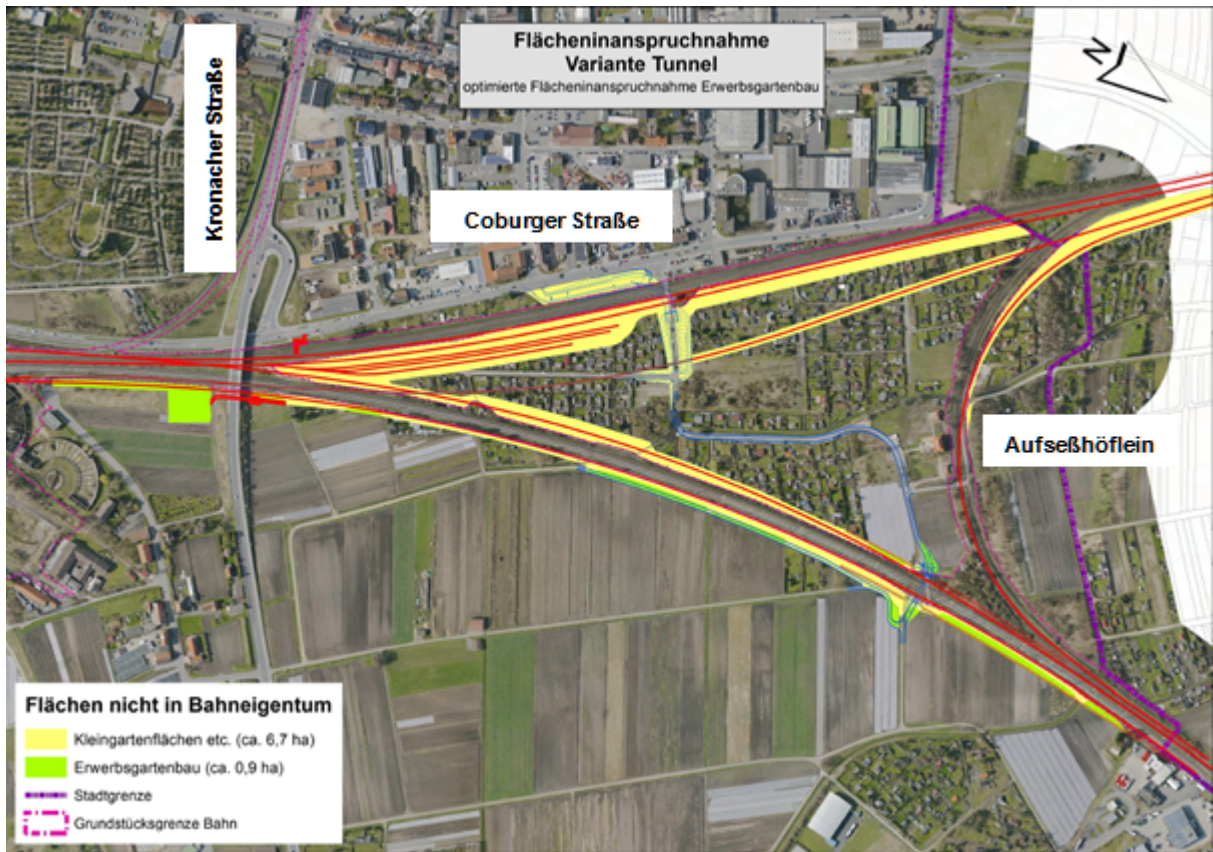 Flächeninanspruchnahme
Variante Tunnel
optimierte Flächeninanspruchnahme Erwerbsgartenbau
N
Kronacher Straße
Coburger Straße
Aufseßhöflein
Flächen nicht in Bahneigentum
Kleingartenflächen etc. (ca. 6,7 ha)
Erwerbsgartenbau (ca. 0,9 ha)
Stadtgrenze
Grundstücksgrenze Bahn